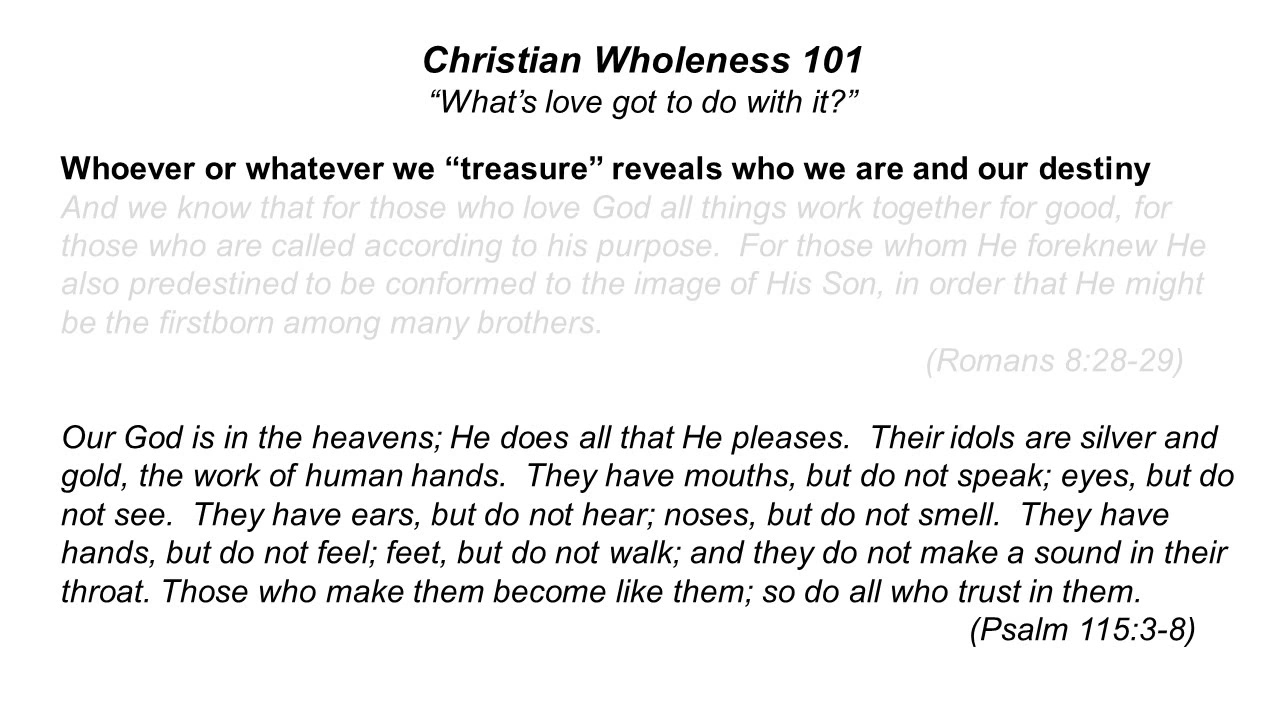 Christian Wholeness 101
“What’s love got to do with it?”
Whoever or whatever we “treasure” reveals who we are and our destiny
And we know that for those who love God all things work together for good, for
those who are called according to his purpose.  For those whom He foreknew He
also predestined to be conformed to the image of His Son, in order that He might
be the firstborn among many brothers.
(Romans 8:28-29)
Our God is in the heavens; He does all that He pleases.  Their idols are silver and
gold, the work of human hands.  They have mouths, but do not speak; eyes, but do
not see.  They have ears, but do not hear; noses, but do not smell.  They have
hands, but do not feel; feet, but do not walk; and they do not make a sound in their
throat. Those who make them become like them; so do all who trust in them.
(Psalm 115:3-8)